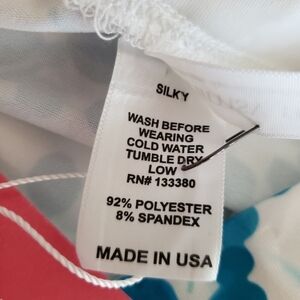 SILKY
WASH BEFORE
WEARING
COLD WATER
TUMBLE DRY
LOW
RN# 133380
92% POLYESTER
8% SPANDEX
MADE IN USA